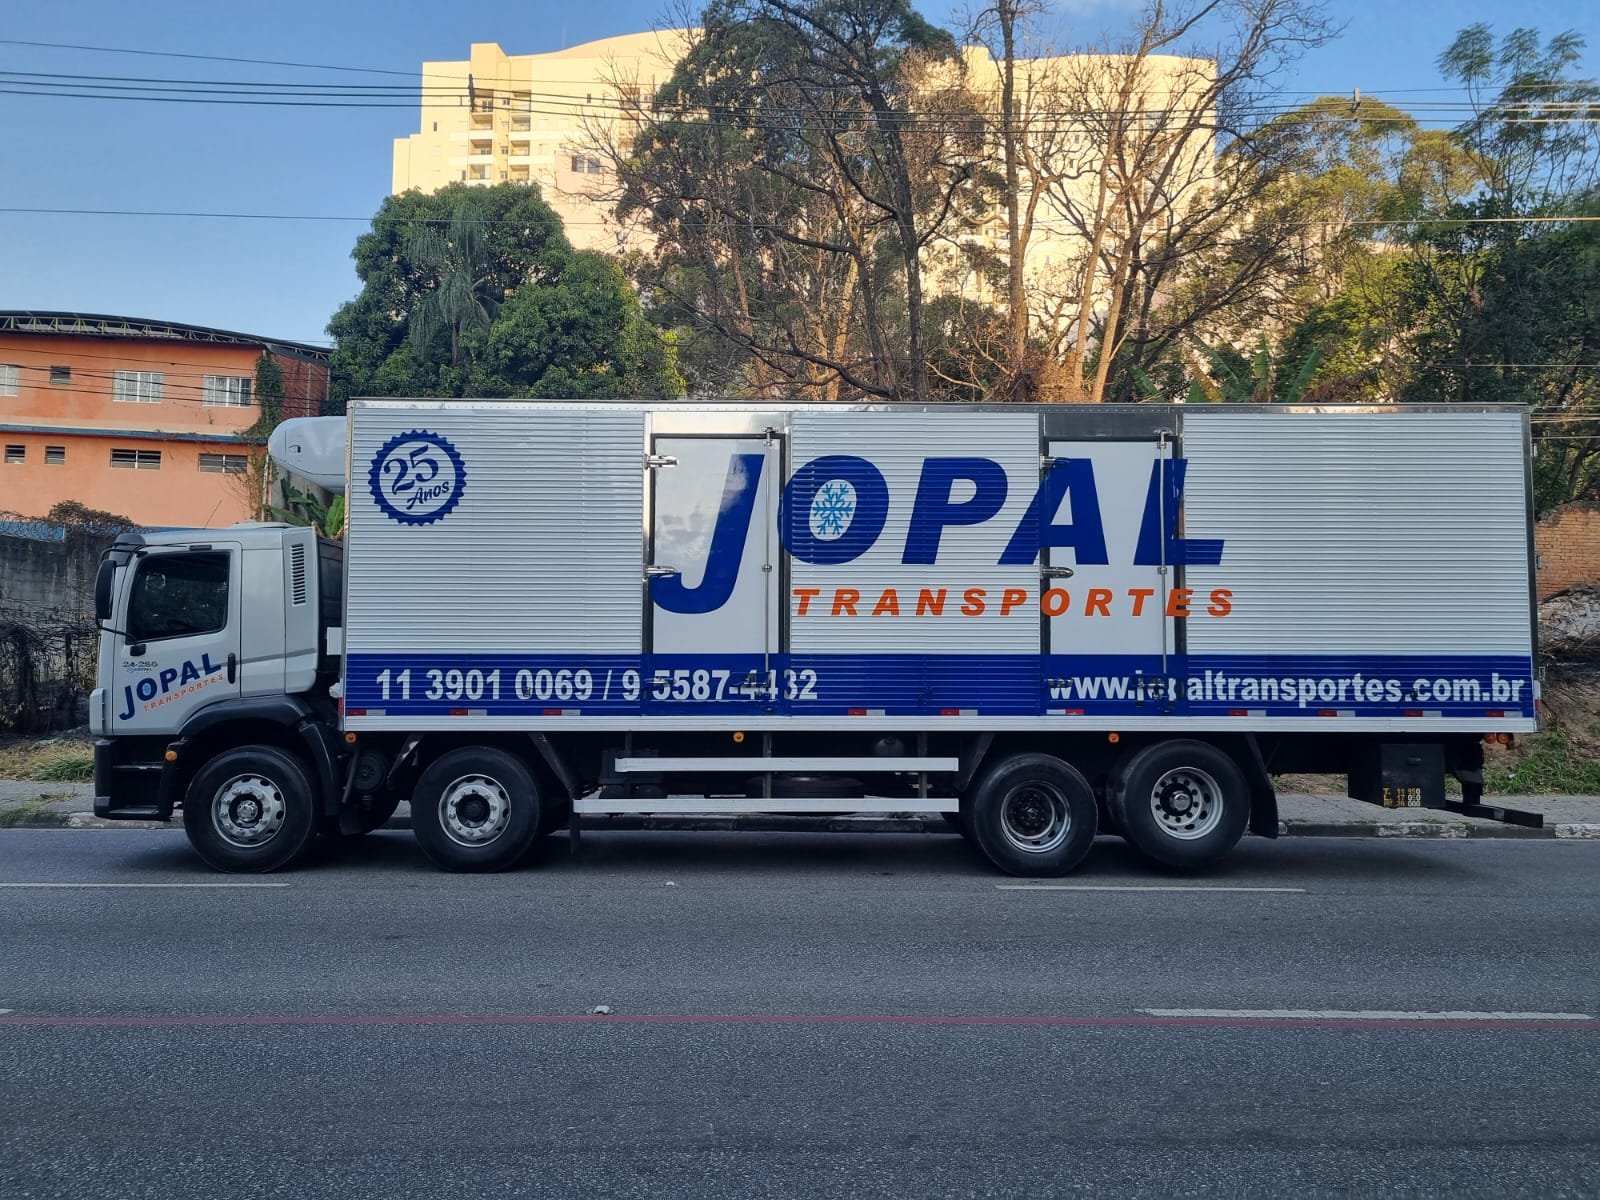 25
Anos
JOPAL
TRANSPORTES
24-280
JOPAL
TRANSPORTES
11 3901 0069 / 9 5587-4432
www.jopaltransportes.com.br